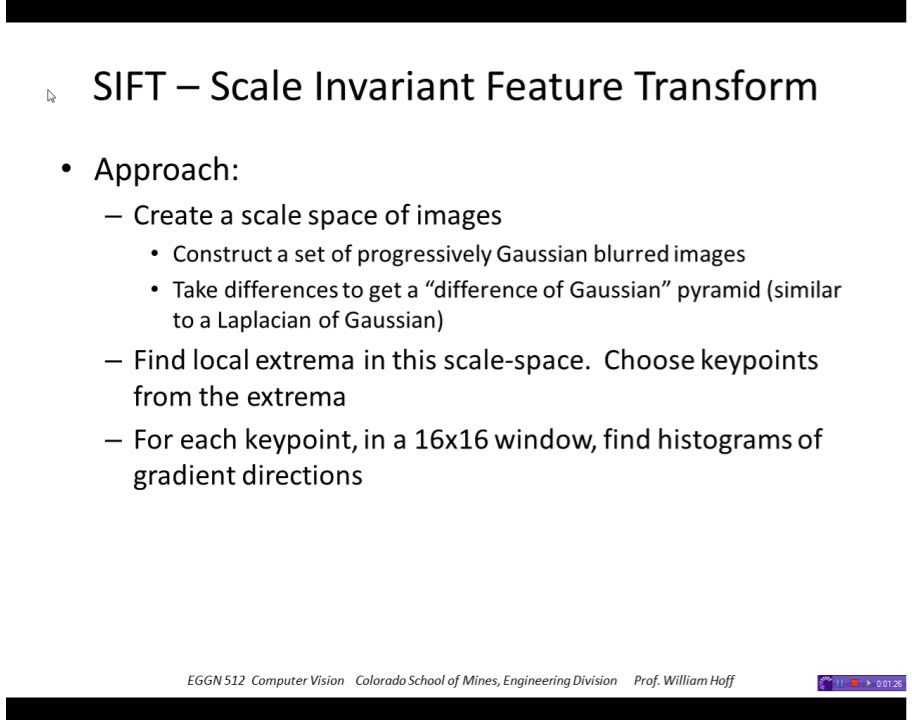 SIFT – Scale Invariant Feature Transform
• Approach:
– Create a scale space of images
• Construct a set of progressively Gaussian blurred images
• Take differences to get a “difference of Gaussian” pyramid (similar
to a Laplacian of Gaussian)
– Find local extrema in this scale-space. Choose keypoints
from the extrema
– For each keypoint, in a 16x16 window, find histograms of
gradient directions
EGGN 512 Computer Vision Colorado School of Mines, Engineering Division Prof. William Hoff
0:01:26